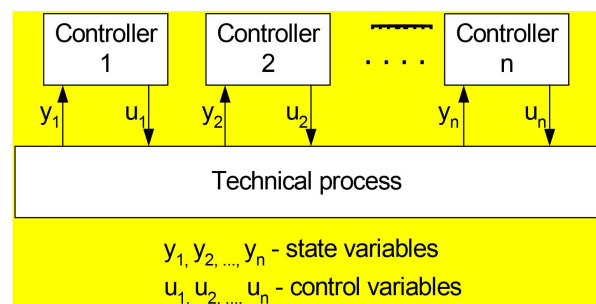 Controller 1 Controller 2 . . . . Controller n
y1 u1 y2 u2 yn un
Technical process
y1, y2, ..., yn - state variables
u1, u2, ..., un - control variables